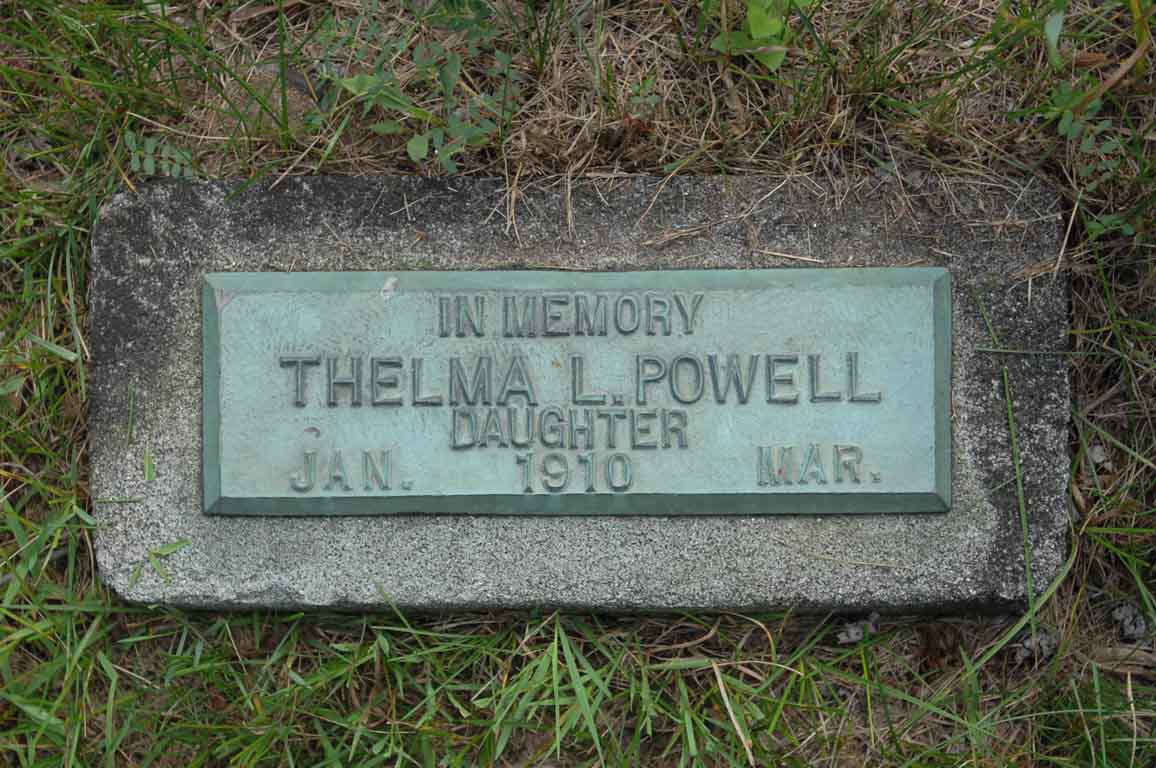 IN MEMORY
THELMA L. POWELL
DAUGHTER
JAN. 1910 MAR.